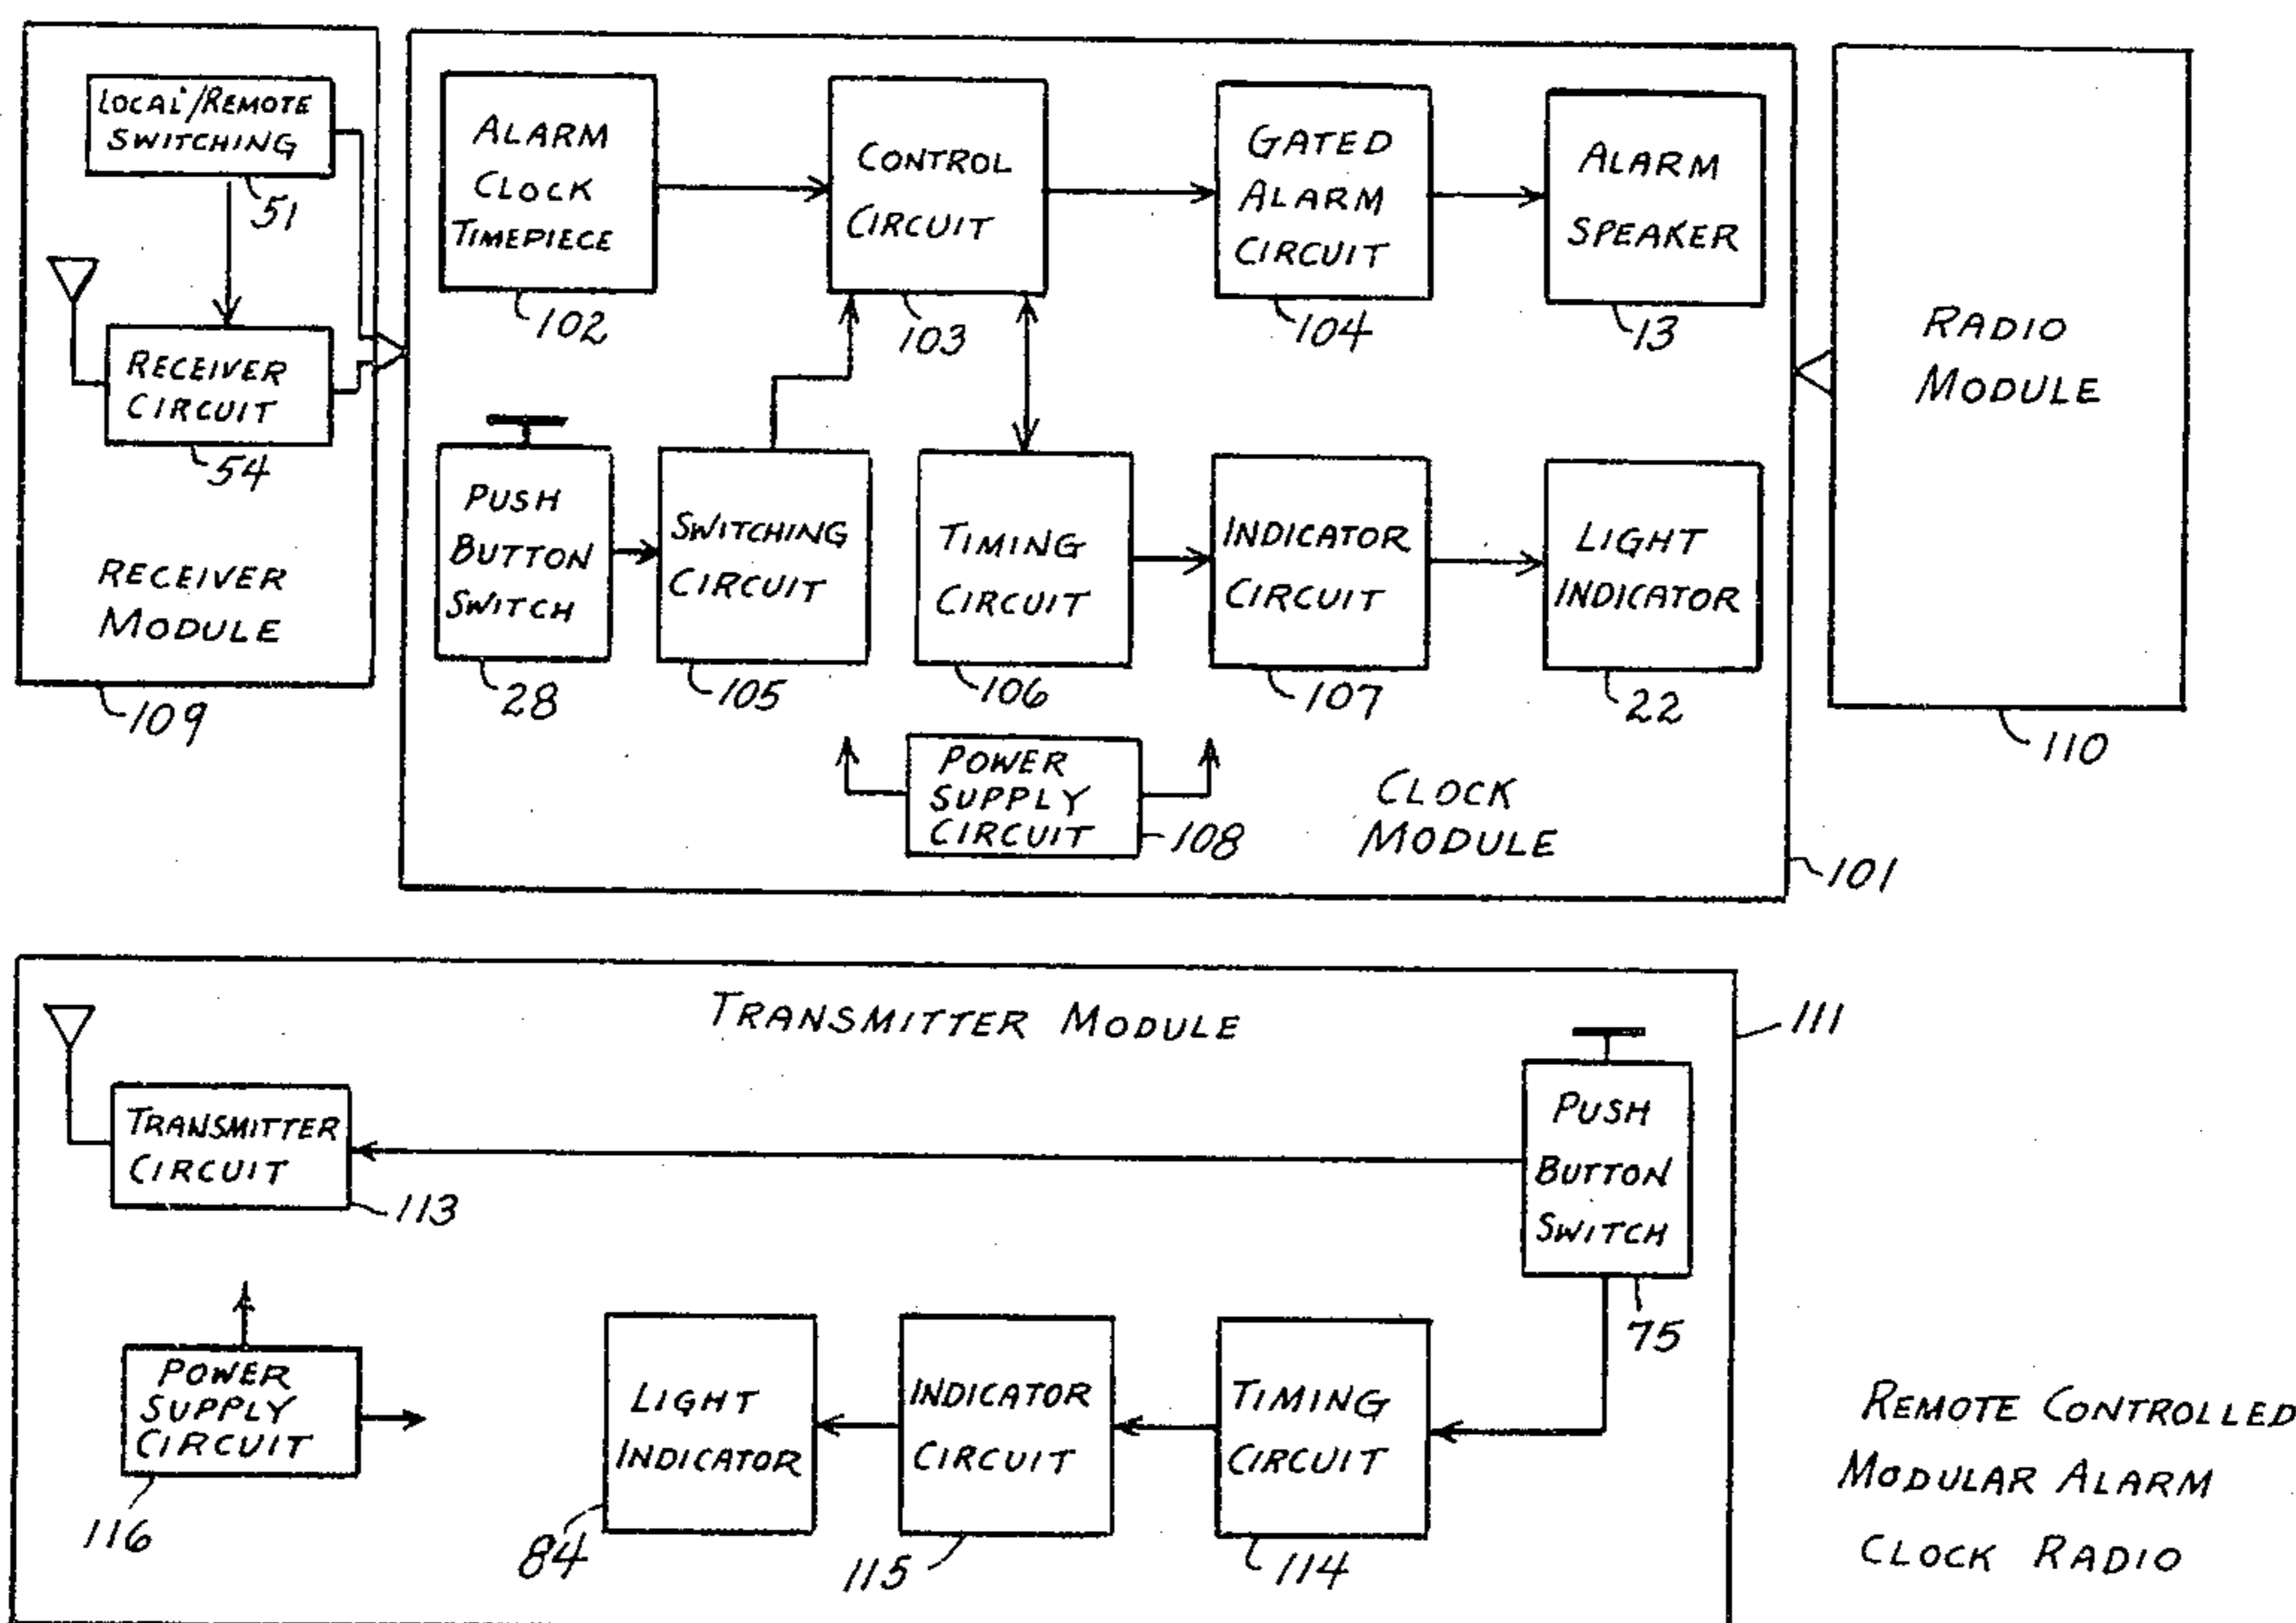 LOCAL/REMOTE
SWITCHING
51
RECEIVER
CIRCUIT
54
RECEIVER
MODULE
109
ALARM
CLOCK
TIMEPIECE
102
CONTROL
CIRCUIT
103
GATED
ALARM
CIRCUIT
104
ALARM
SPEAKER
13
PUSH
BUTTON
SWITCH
28
SWITCHING
CIRCUIT
105
TIMING
CIRCUIT
106
INDICATOR
CIRCUIT
107
LIGHT
INDICATOR
22
POWER
SUPPLY
CIRCUIT
108
CLOCK
MODULE
101
RADIO
MODULE
110
TRANSMITTER MODULE
111
TRANSMITTER
CIRCUIT
113
PUSH
BUTTON
SWITCH
75
POWER
SUPPLY
CIRCUIT
116
LIGHT
INDICATOR
84
INDICATOR
CIRCUIT
115
TIMING
CIRCUIT
114
REMOTE CONTROLLED
MODULAR ALARM
CLOCK RADIO